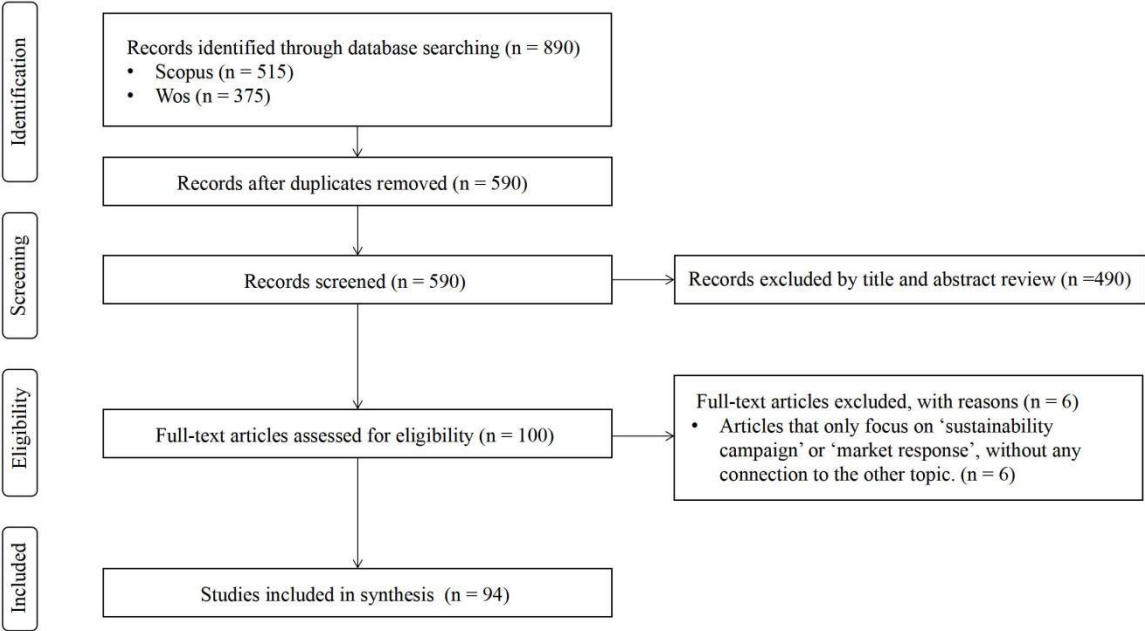 Identification
Records identified through database searching (n = 890)
• Scopus (n = 515)
• Wos (n = 375)
Records after duplicates removed (n = 590)
Screening
Records screened (n = 590)
Records excluded by title and abstract review (n =490)
Eligibility
Full-text articles assessed for eligibility (n = 100)
Full-text articles excluded, with reasons (n = 6)
• Articles that only focus on ‘sustainability
campaign’ or ‘market response’, without any
connection to the other topic. (n = 6)
Included
Studies included in synthesis (n = 94)